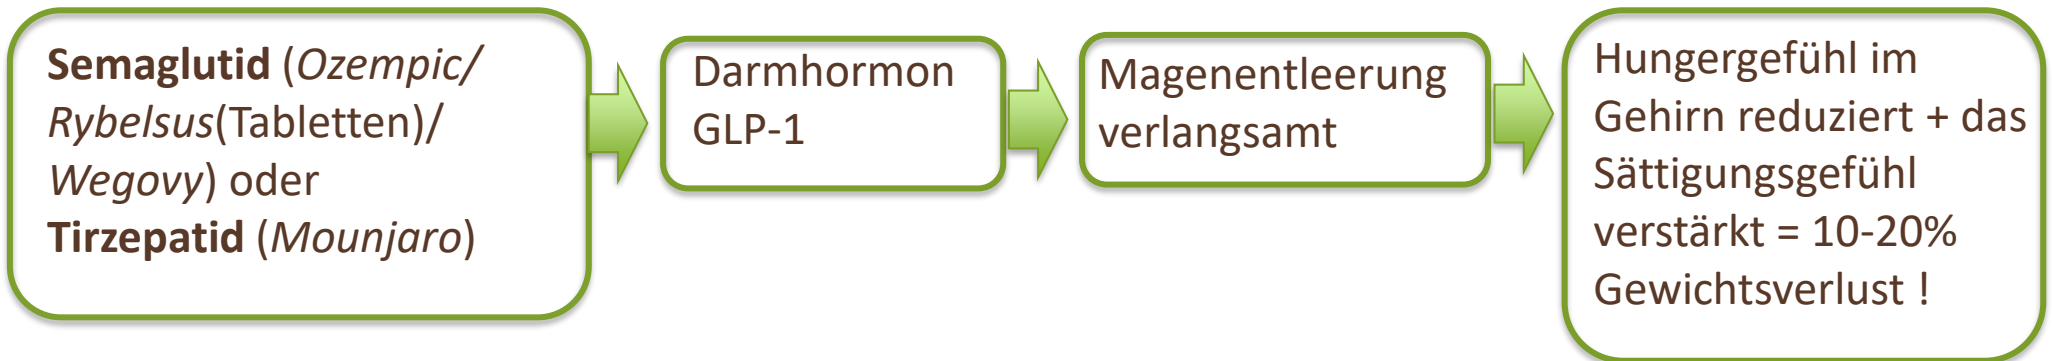 Semaglutid (Ozempic/
Rybelsus(Tabletten)/
Wegovy) oder
Tirzepatid (Mounjaro)
Darmhormon
GLP-1
Magenentleerung
verlangsamt
Hungergefühl im
Gehirn reduziert + das
Sättigungsgefühl
verstärkt = 10-20%
Gewichtsverlust !